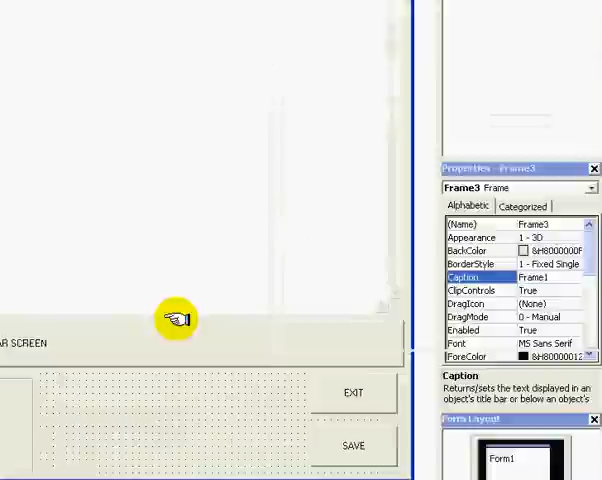 Properties - Frame3
Frame3 Frame
Alphabetic Categorized
(Name) Frame3
Appearance 1 - 3D
BackColor &H8000000F
BorderStyle 1 - Fixed Single
Caption Frame1
ClipControls True
DragIcon (None)
DragMode 0 - Manual
Enabled True
Font MS Sans Serif
ForeColor &H80000012
Caption
Returns/sets the text displayed in an
object's title bar or below an object's
Form Layout
Form1
AR SCREEN
EXIT
SAVE